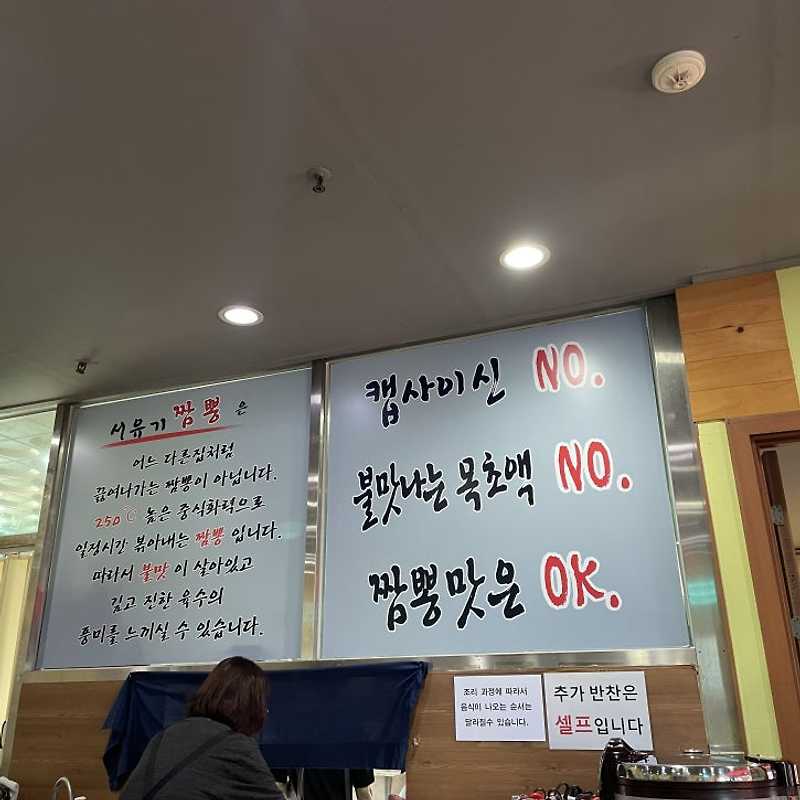 서유기 짬뽕은
어느 다른집처럼
끓여나가는 짬뽕이 아닙니다.
250℃ 높은 중식화력으로
일정시간 볶아내는 짬뽕 입니다.
따라서 불맛이 살아있고
깊고 진한 육수의
풍미를 느끼실 수 있습니다.
캡사이신 NO.
불맛나는 목초액 NO.
짬뽕맛은 OK.
조리 과정에 따라서
음식이 나오는 순서는
달라질수 있습니다.
추가 반찬은
셀프입니다